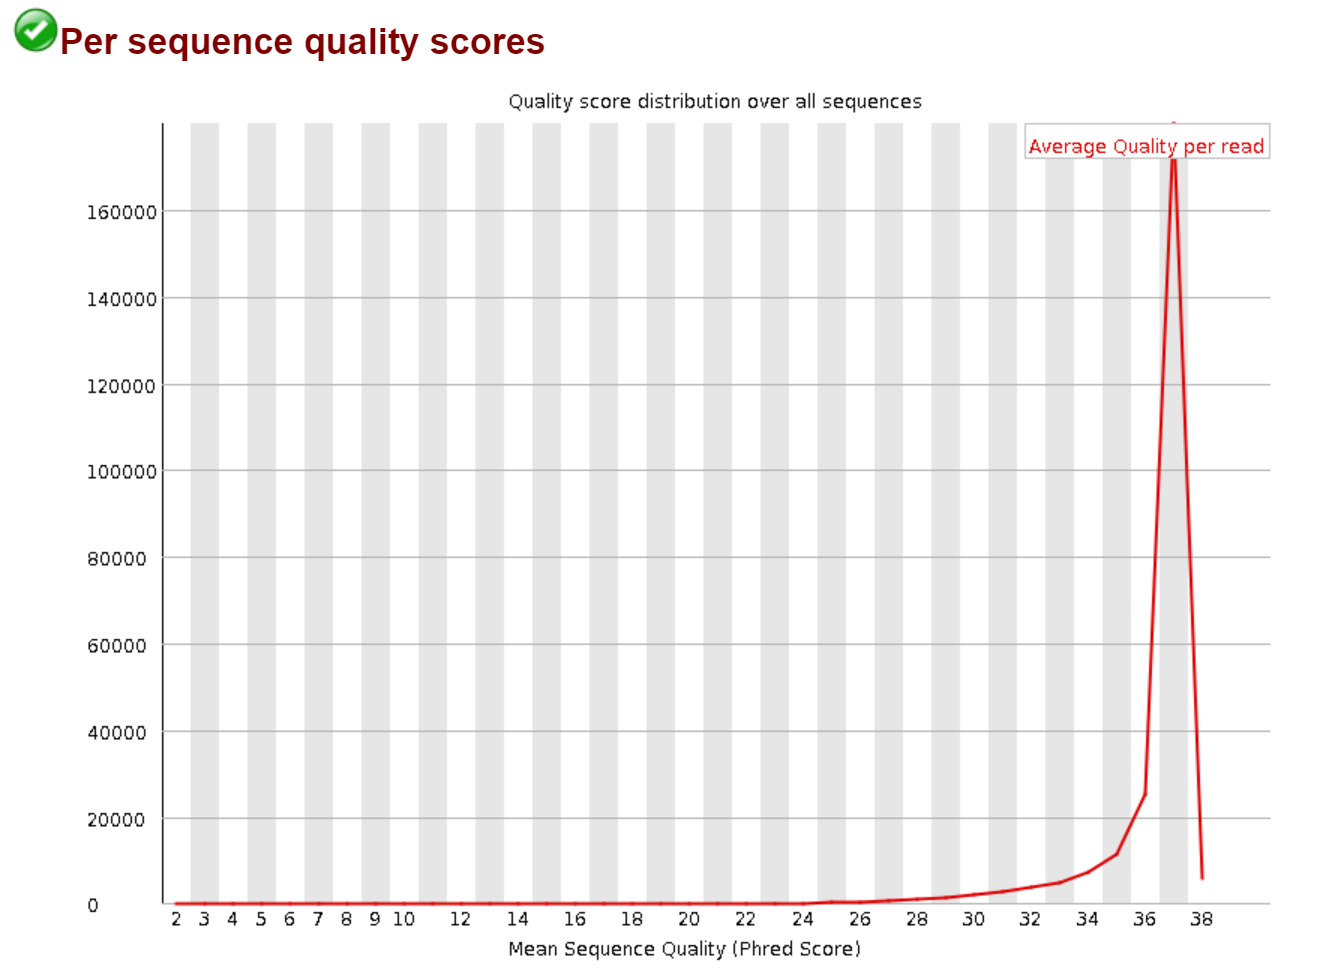 Per sequence quality scores
Quality score distribution over all sequences
Average Quality per read
160000
140000
120000
100000
80000
60000
40000
20000
0
2 3 4 5 6 7 8 9 10 12 14 16 18 20 22 24 26 28 30 32 34 36 38
Mean Sequence Quality (Phred Score)